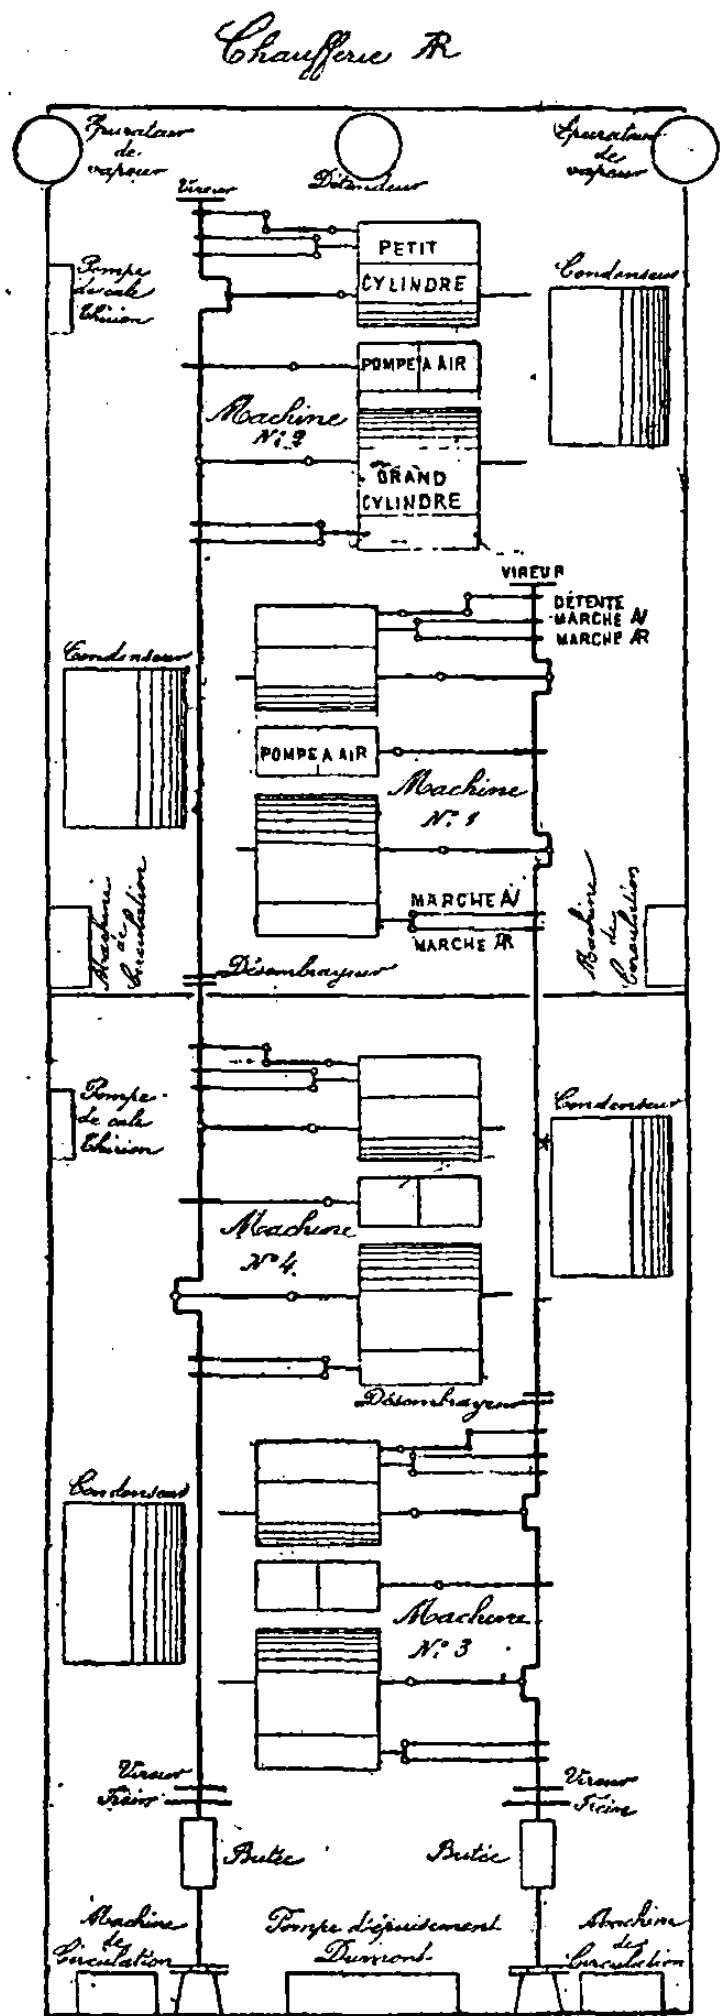 Chaufferie AR
Épurateur
de
vapeur
Détendeur
Épurateur
de
vapeur
Vireur
Pompe
de cale
Thirion
PETIT
CYLINDRE
Condenseur
POMPE A AIR
Machine
N° 2
GRAND
CYLINDRE
VIREUR
DÉTENTE
MARCHE AV
MARCHE AR
Condenseur
POMPE A AIR
Machine
N° 1
MARCHE AV
MARCHE AR
Machine
de
Circulation
Machine
de
Circulation
Désembrayeur
Pompe
de cale
Thirion
Condenseur
Machine
N° 4
Désembrayeur
Condenseur
Machine
N° 3
Vireur
Frein
Vireur
Frein
Butée
Butée
Machine
de
Circulation
Pompe d'épuisement
Dumont
Machine
de
Circulation